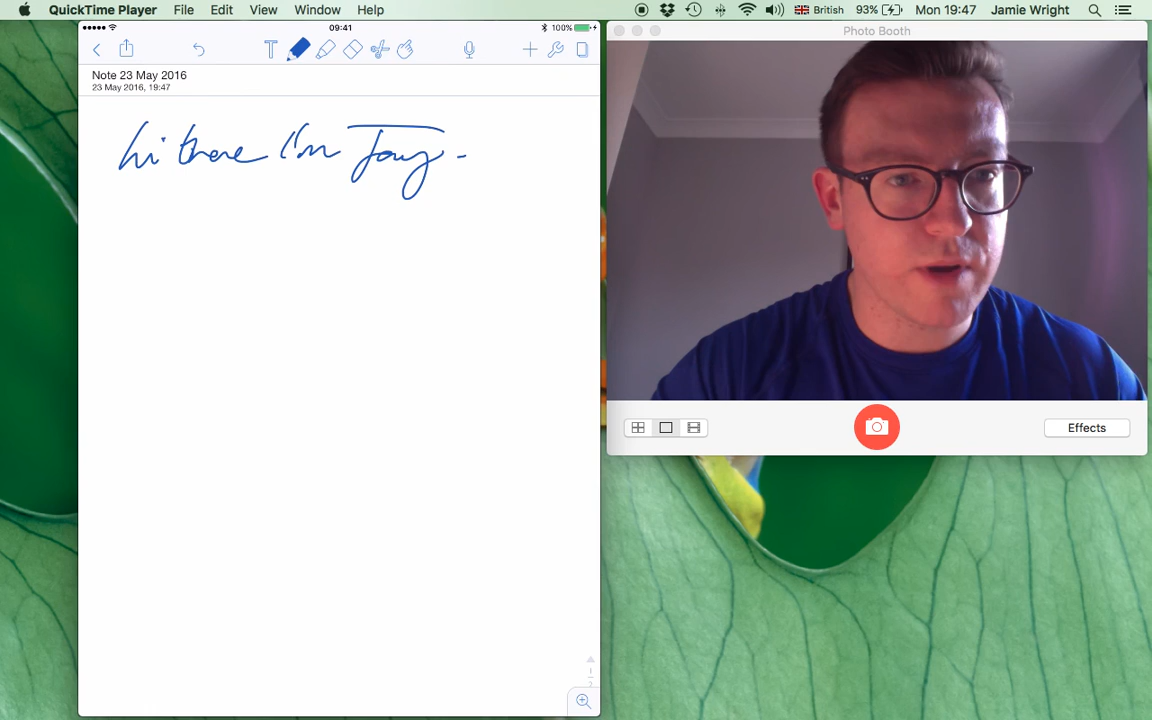 QuickTime Player File Edit View Window Help British 93% Mon 19:47 Jamie Wright
09:41 100%
T
Note 23 May 2016
23 May 2016, 19:47
hi there I'm
Photo Booth
Effects